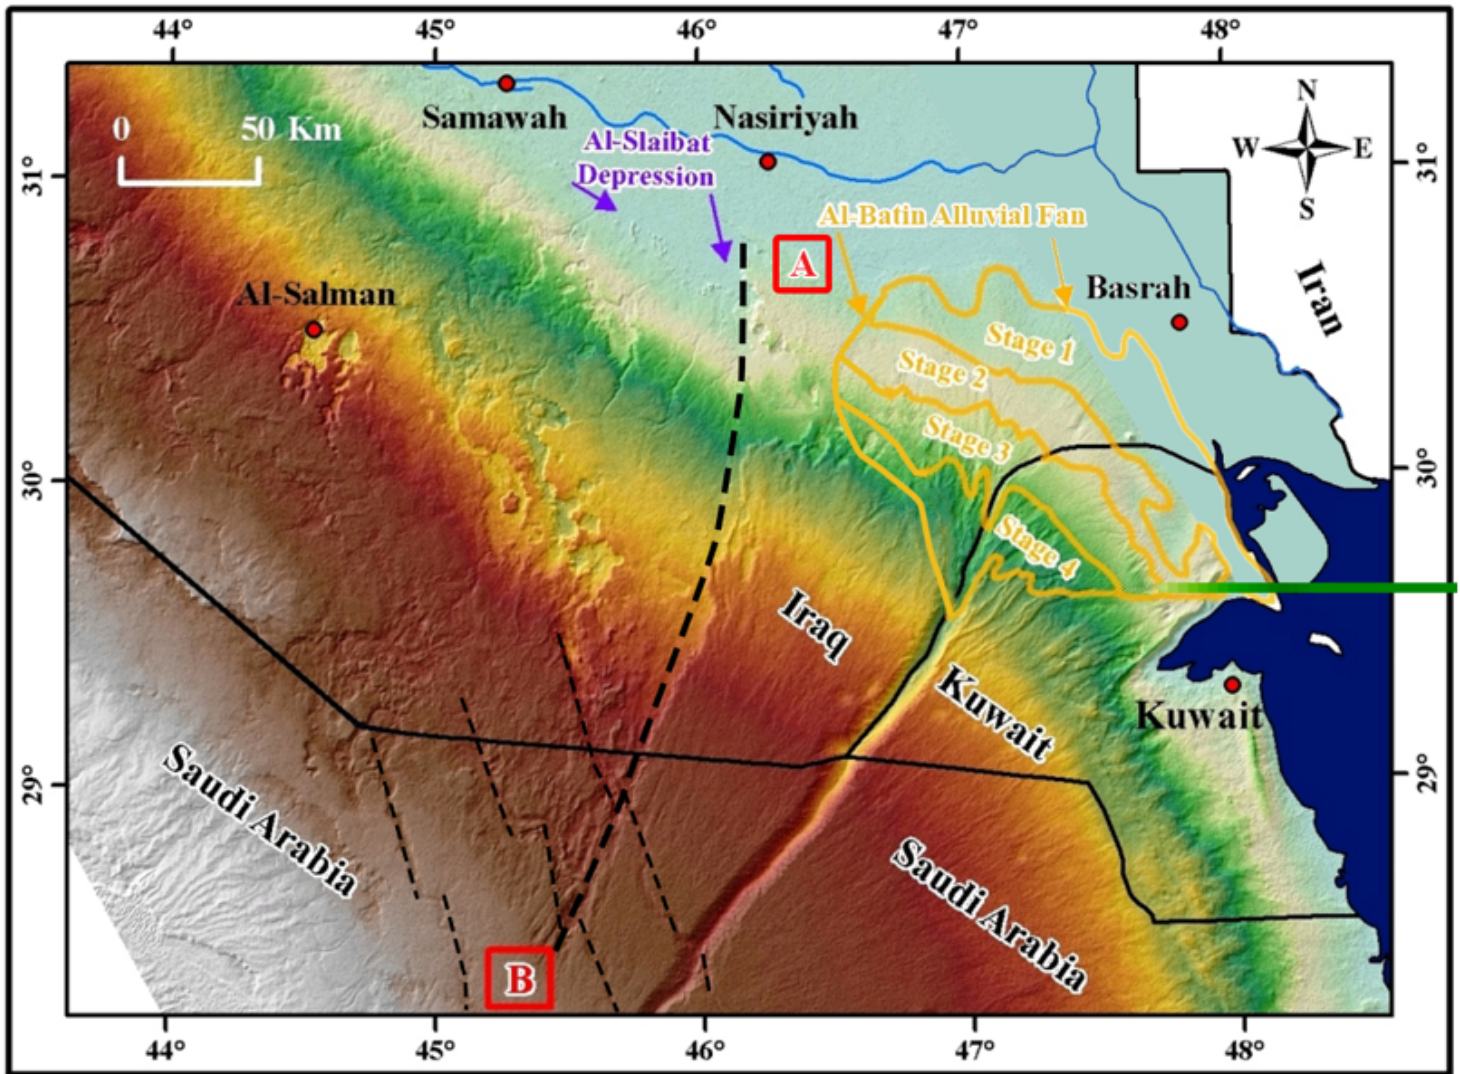 44° 45° 46° 47° 48°
0 50 Km
Samawah
Nasiriyah
Al-Slaibat
Depression
N
W E
S
31° 31°
Al-Batin Alluvial Fan
A
Iran
Al-Salman
Basrah
Stage 1
Stage 2
Stage 3
30° 30°
Stage 4
Iraq
Kuwait
Kuwait
29° 29°
Saudi Arabia
Saudi Arabia
B
44° 45° 46° 47° 48°